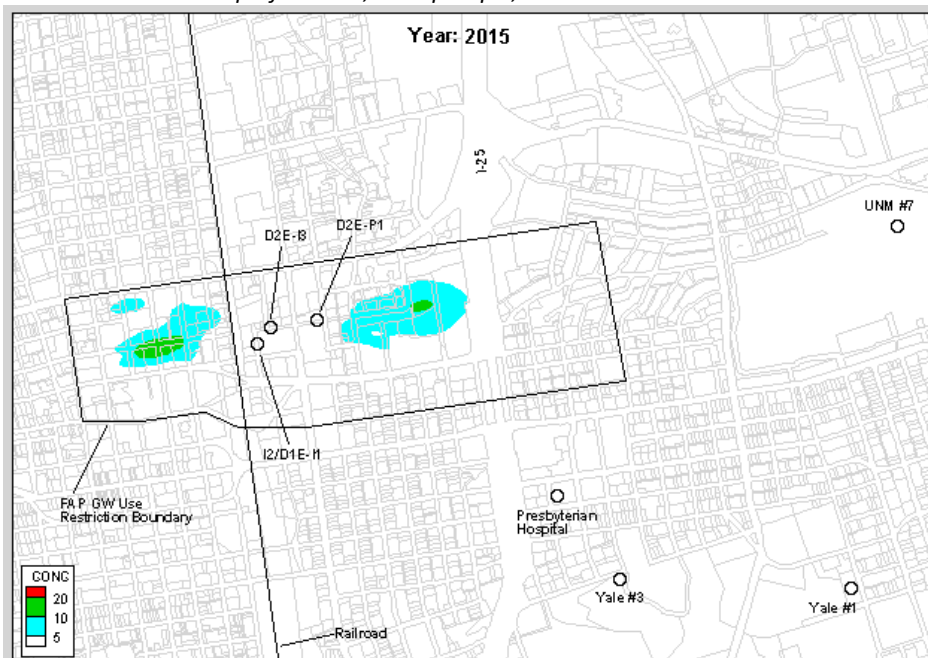 Year: 2015
I-25
UNM #7
D2E-I3
D2E-P1
I2/D1E-I1
FAP GW Use
Restriction Boundary
Presbyterian
Hospital
Yale #3
Yale #1
Railroad
CONC
20
10
5